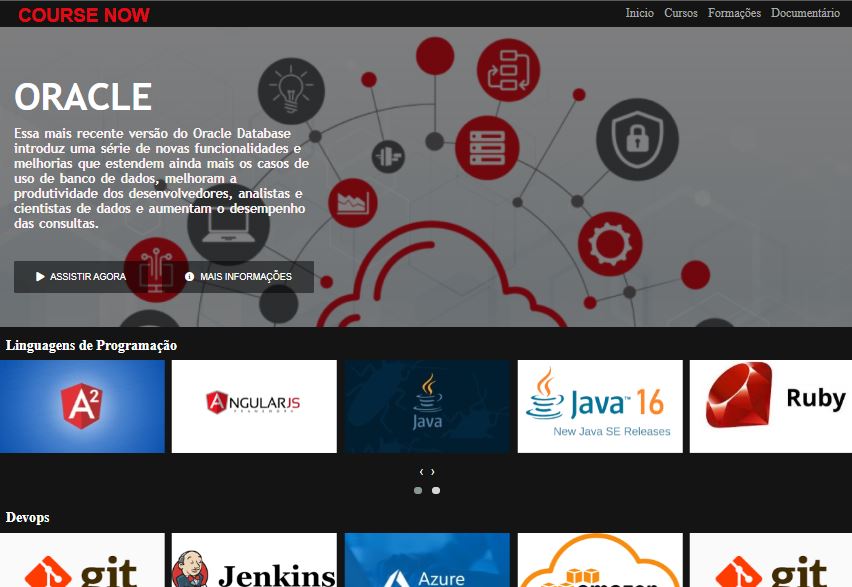 COURSE NOW
Inicio Cursos Formações Documentário
ORACLE
Essa mais recente versão do Oracle Database
introduz uma série de novas funcionalidades e
melhorias que estendem ainda mais os casos de
uso de banco de dados, melhoram a
produtividade dos desenvolvedores, analistas e
cientistas de dados e aumentam o desempenho
das consultas.
ASSISTIR AGORA
MAIS INFORMAÇÕES
Linguagens de Programação
A2
ANGULARJS
FRAMEWORK
Java
Java™ 16
New Java SE Releases
Ruby
‹ ›
Devops
git
Jenkins
Azure
amazon
git